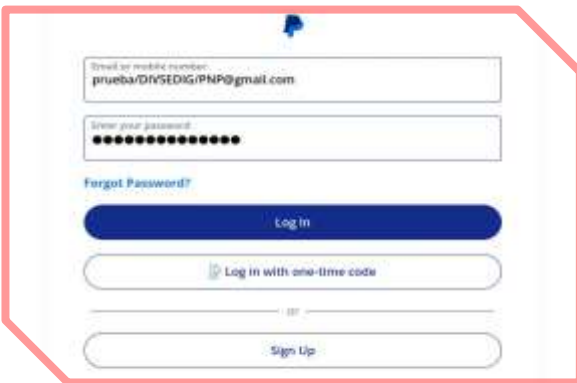 Email or mobile number
prueba/DIVSEDIG/PNP@gmail.com
Enter your password
●●●●●●●●●●●●●●
Forgot Password?
Log In
Log in with one-time code
or
Sign Up